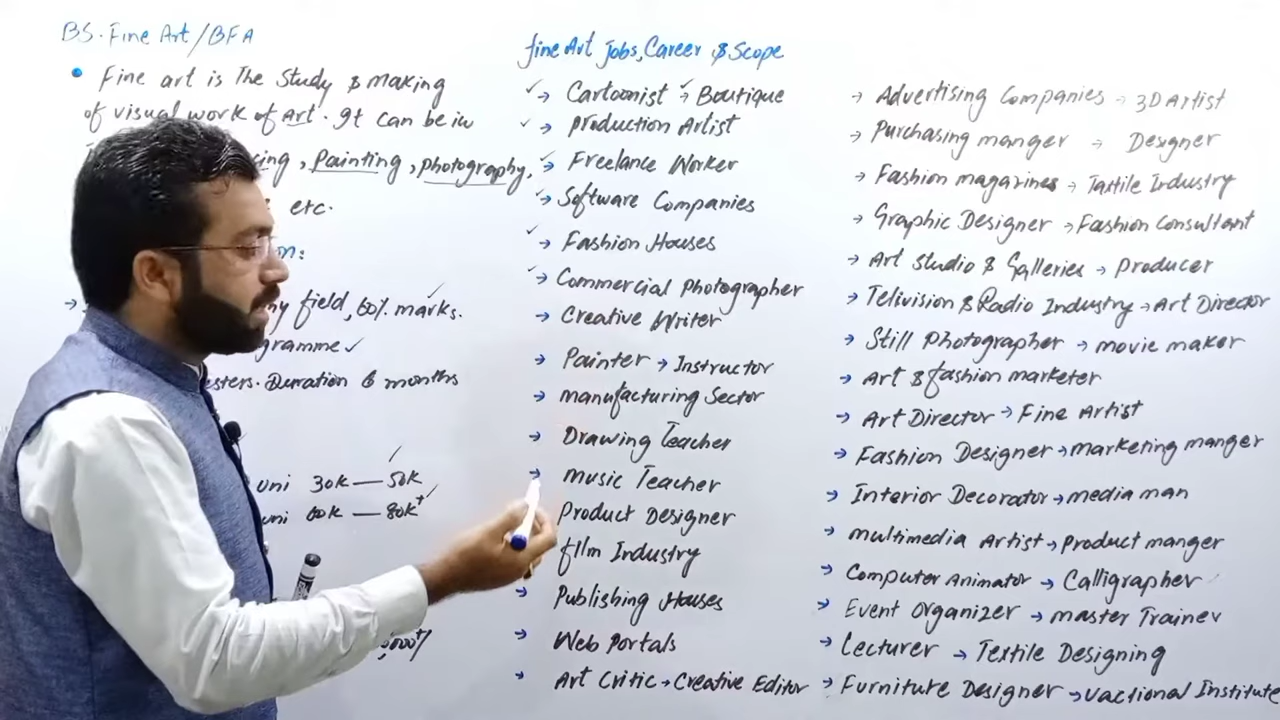 BS. Fine Art/BFA
Fine art is The Study & making
of visual work of Art. It can be in
, Painting, photography,
etc.
field, 60% marks.
gramme ✓
Duration 6 months
uni 30K — 50K
uni 60K — 80K+
fine Art Jobs, Career & Scope
✓→ Cartoonist ✓→ Boutique
✓→ production Artist
✓→ Freelance Worker
✓→ Software Companies
✓→ Fashion Houses
✓→ Commercial Photographer
→ Creative Writer
→ Painter → Instructor
→ manufacturing Sector
→ Drawing Teacher
→ music Teacher
Product Designer
film Industry
→ Publishing Houses
→ Web Portals
→ Art Critic → Creative Editor
→ Advertising Companies → 3D Artist
→ Purchasing manger → Designer
→ Fashion magazines → Taxtile Industry
→ Graphic Designer → Fashion Consultant
→ Art Studio & Galleries → Producer
→ Television & Radio Industry → Art Director
→ Still Photographer → movie maker
→ Art & fashion marketer
→ Art Director → Fine Artist
→ Fashion Designer → marketing manger
→ Interior Decorator → media man
→ multimedia Artist → Product manger
→ Computer Animator → Calligrapher
→ Event Organizer → master Trainer
→ Lecturer → Textile Designing
→ Furniture Designer → Vactional Institute